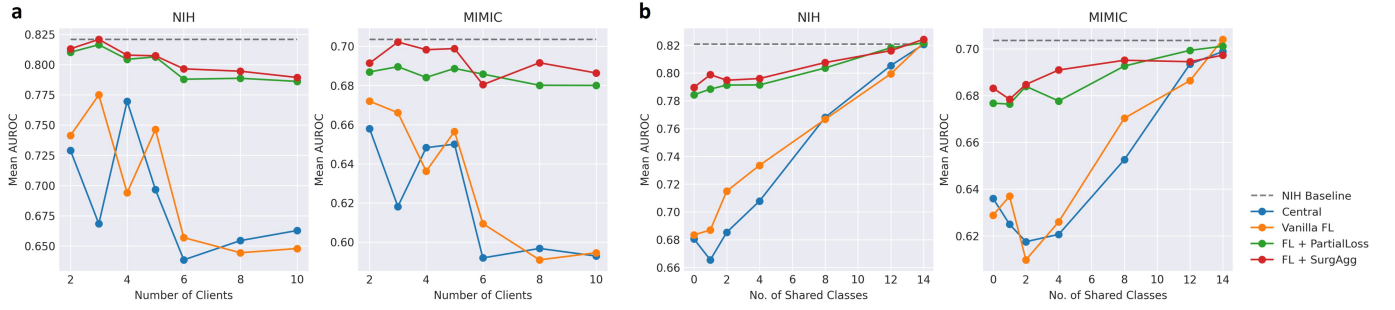 a
NIH
MIMIC
b
NIH
MIMIC
Mean AUROC
0.825
0.800
0.775
0.750
0.725
0.700
0.675
0.650
2 4 6 8 10
Number of Clients
Mean AUROC
0.70
0.68
0.66
0.64
0.62
0.60
2 4 6 8 10
Number of Clients
Mean AUROC
0.82
0.80
0.78
0.76
0.74
0.72
0.70
0.68
0.66
0 2 4 6 8 10 12 14
No. of Shared Classes
Mean AUROC
0.70
0.68
0.66
0.64
0.62
0 2 4 6 8 10 12 14
No. of Shared Classes
NIH Baseline
Central
Vanilla FL
FL + PartialLoss
FL + SurgAgg